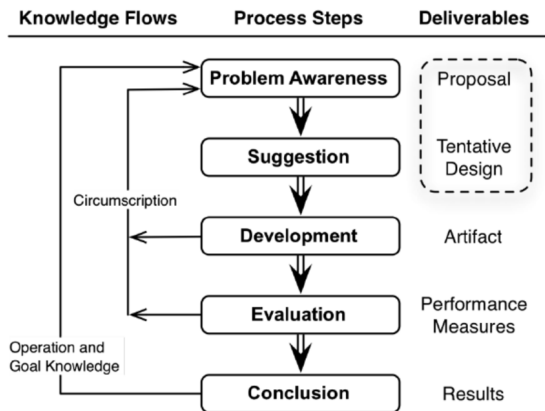 Knowledge Flows Process Steps Deliverables
Problem Awareness Proposal
Suggestion Tentative
Design
Circumscription
Development Artifact
Evaluation Performance
Measures
Operation and
Goal Knowledge
Conclusion Results